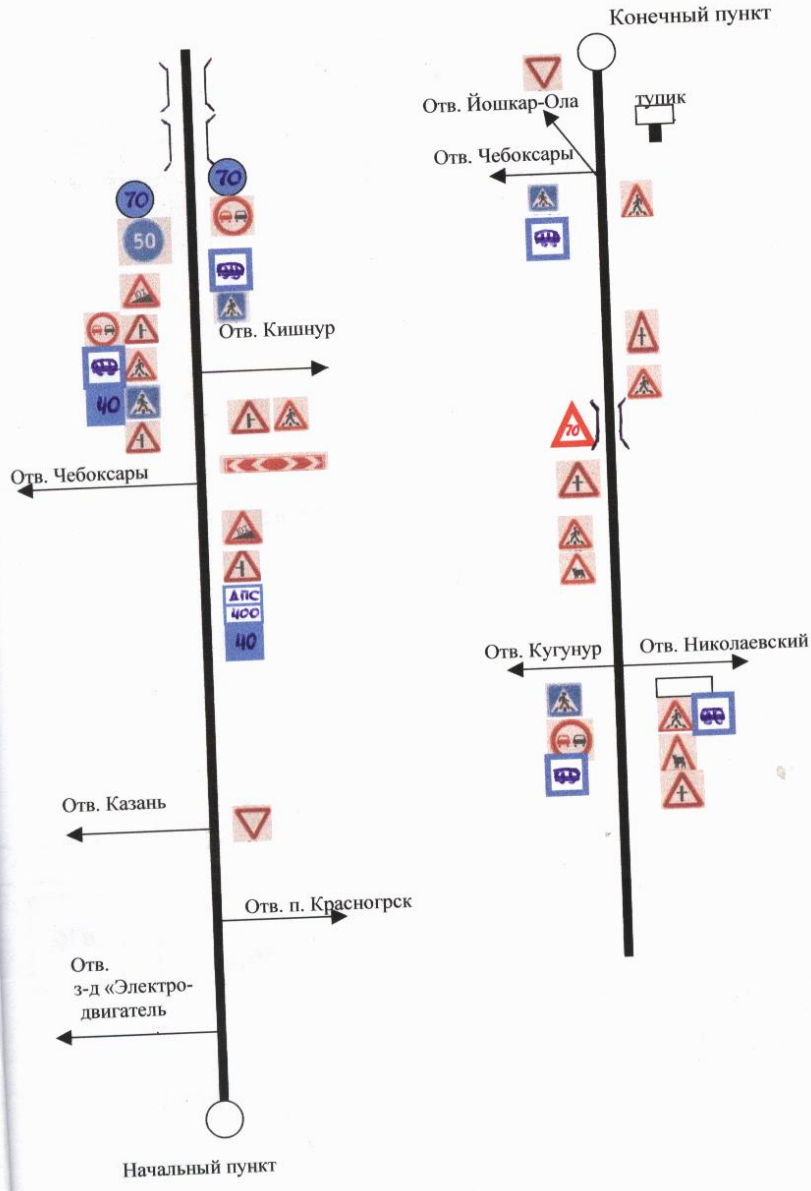 Конечный пункт
Отв. Йошкар-Ола
тупик
Отв. Чебоксары
70
70
50
Отв. Кишнур
40
Отв. Чебоксары
70
ДПС
400
40
Отв. Кугунур
Отв. Николаевский
Отв. Казань
Отв. п. Красногрск
Отв.
з-д «Электро-
двигатель
Начальный пункт